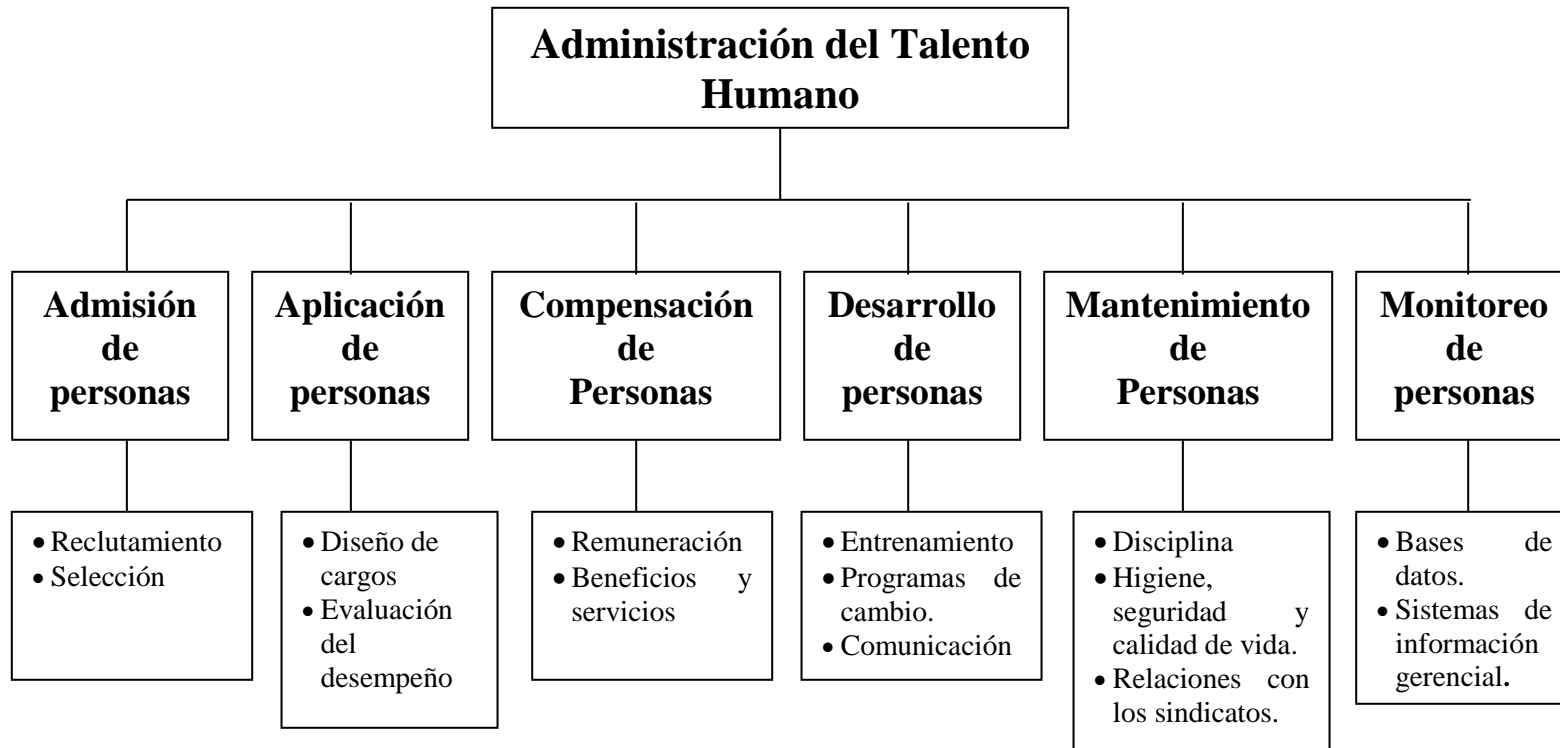 Administración del Talento
Humano
Admisión
de
personas
Aplicación
de
personas
Compensación
de
Personas
Desarrollo
de
personas
Mantenimiento
de
Personas
Monitoreo
de
personas
• Reclutamiento
• Selección
• Diseño de
cargos
• Evaluación
del
desempeño
• Remuneración
• Beneficios y
servicios
• Entrenamiento
• Programas de
cambio.
• Comunicación
• Disciplina
• Higiene,
seguridad y
calidad de vida.
• Relaciones con
los sindicatos.
• Bases de
datos.
• Sistemas de
información
gerencial.